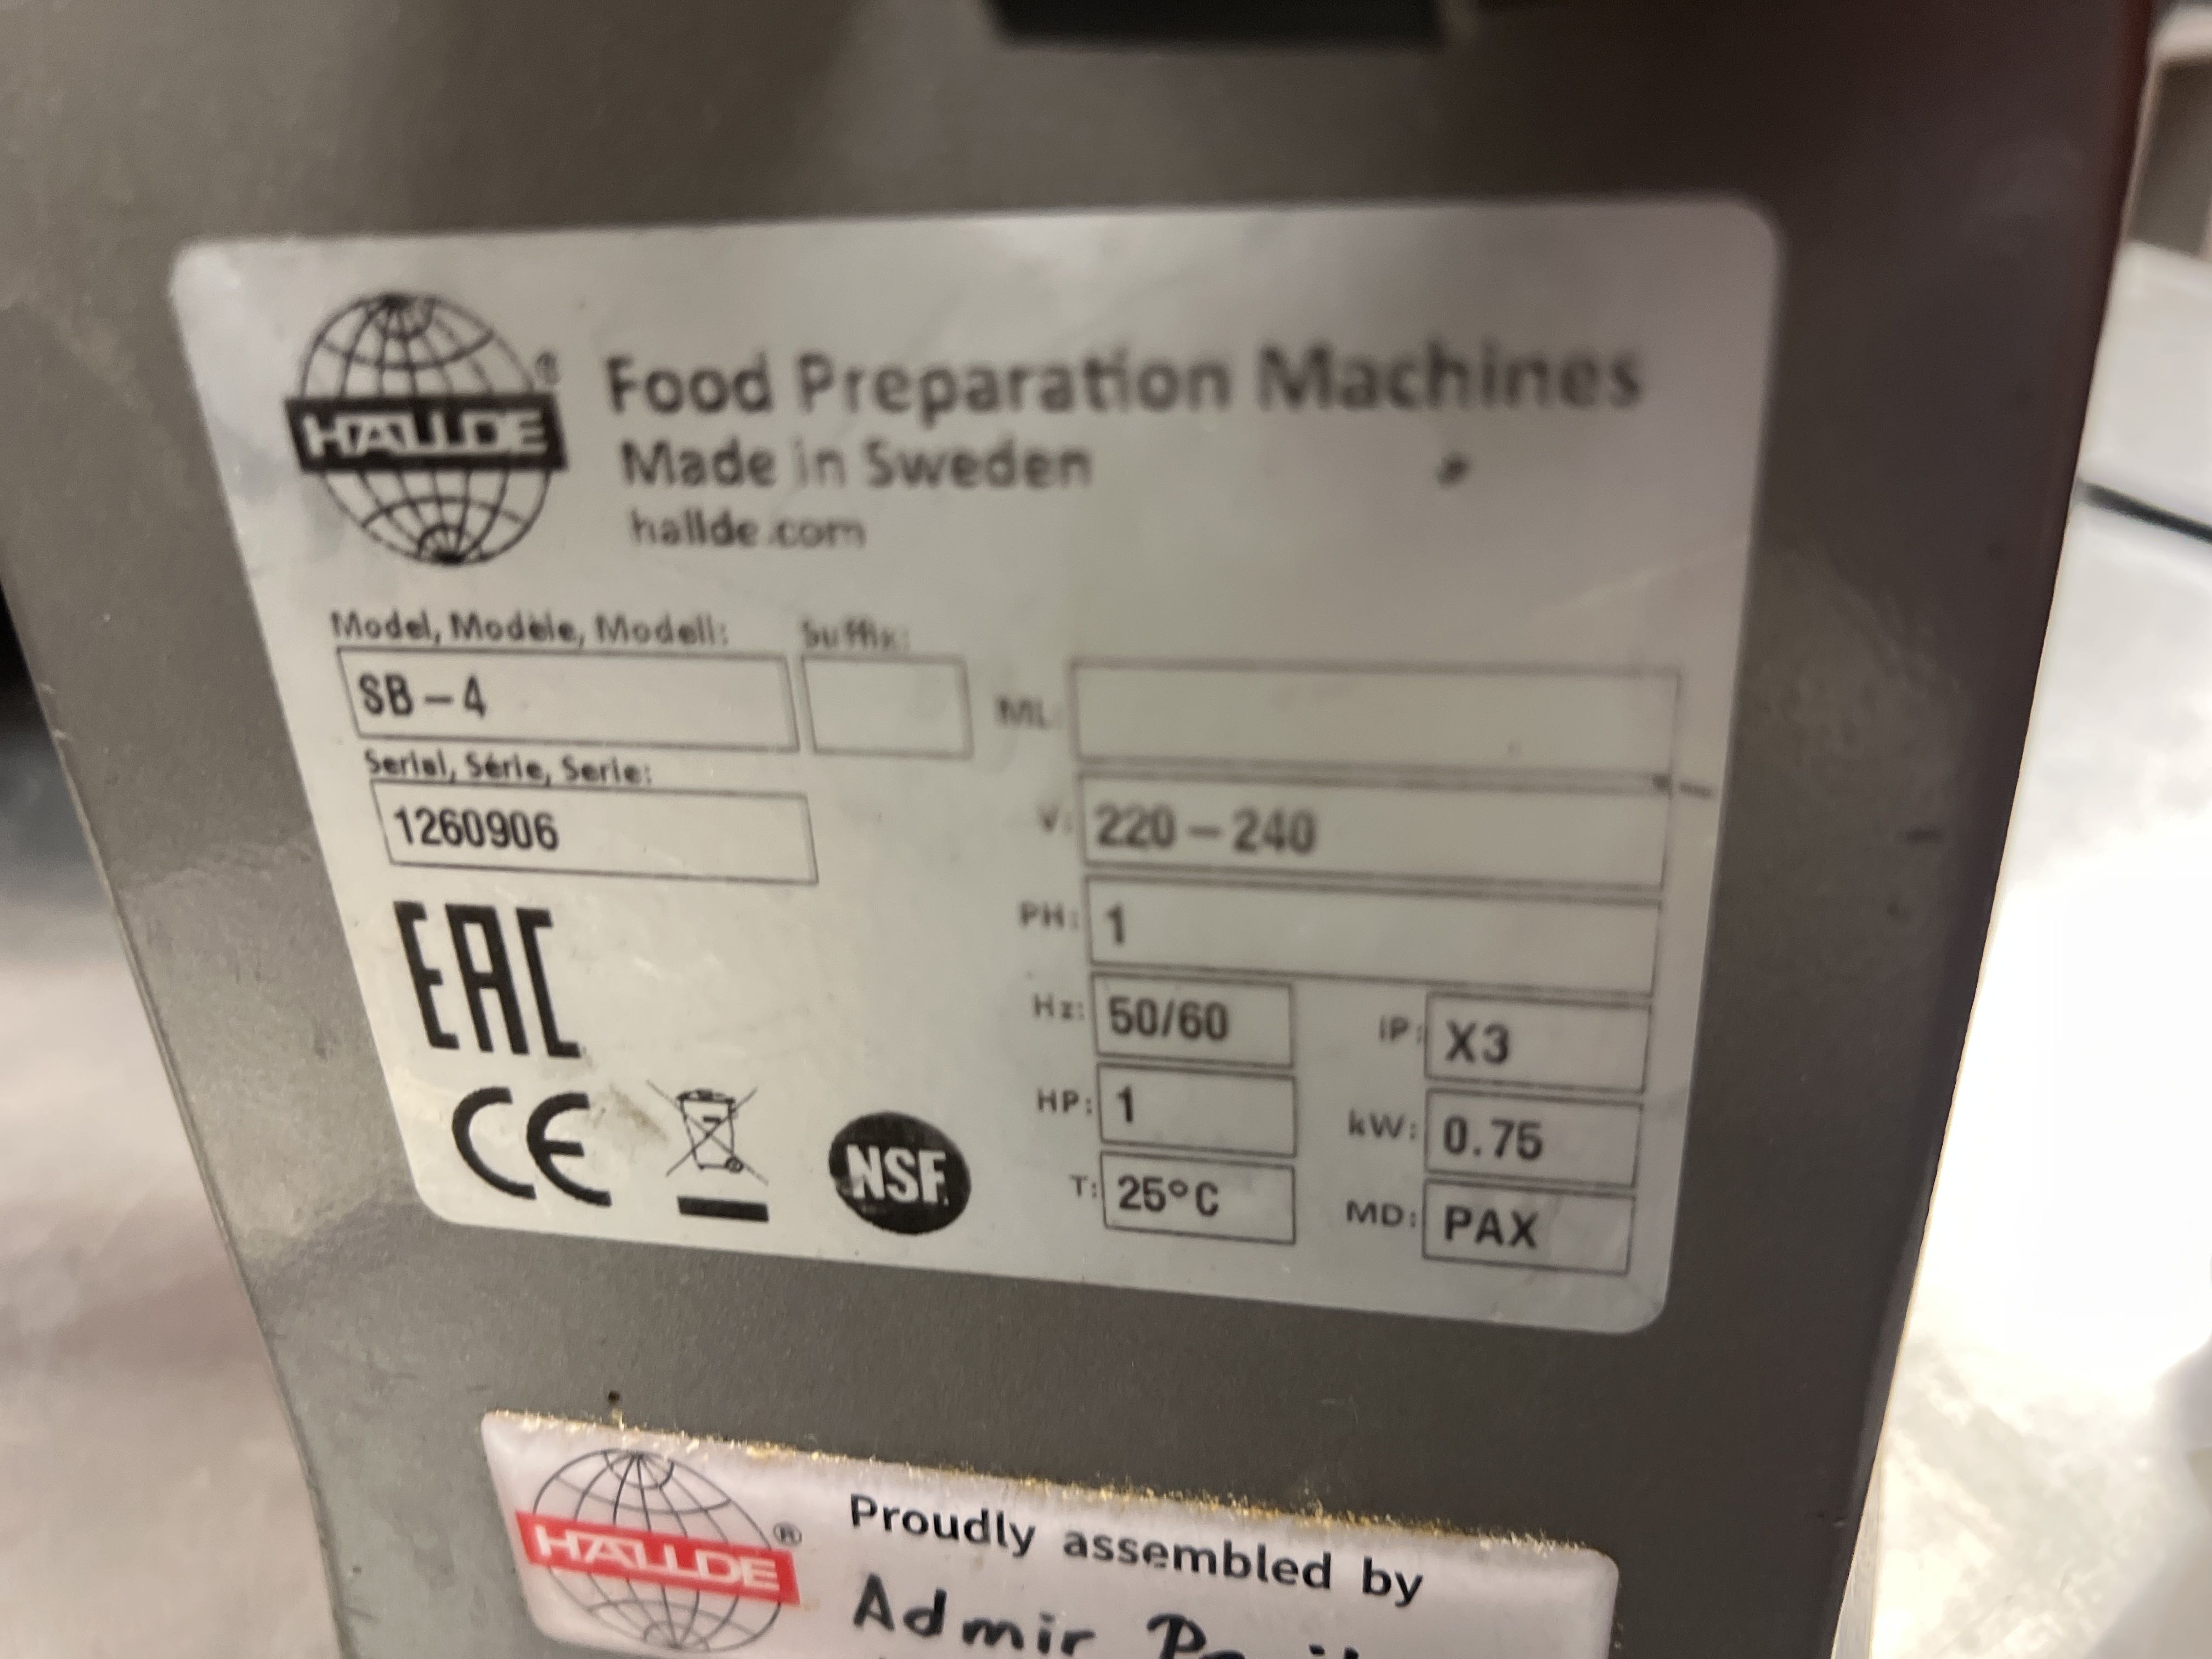 HALLDE
®
Food Preparation Machines
Made in Sweden
hallde.com
Model, Modèle, Modell: Suffix:
SB-4
Serial, Série, Serie:
1260906
ML:
V: 220-240
PH: 1
Hz: 50/60 IP: X3
HP: 1 kW: 0.75
T: 25°C MD: PAX
EAC
CE
NSF.
HALLDE
®
Proudly assembled by
Admir